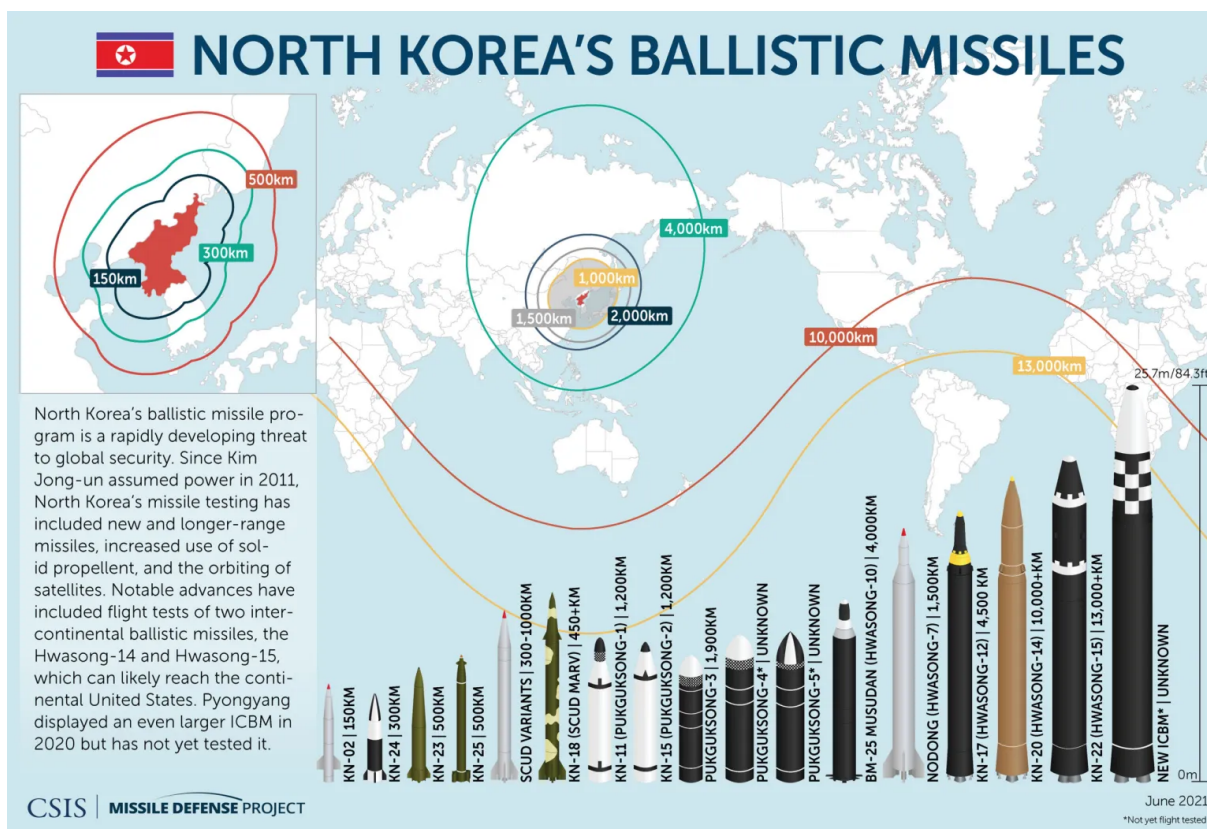 NORTH KOREA'S BALLISTIC MISSILES
500km
300km
150km
4,000km
1,000km
1,500km
2,000km
10,000km
13,000km
25.7m/84.3ft
North Korea's ballistic missile pro-
gram is a rapidly developing threat
to global security. Since Kim
Jong-un assumed power in 2011,
North Korea's missile testing has
included new and longer-range
missiles, increased use of sol-
id propellent, and the orbiting of
satellites. Notable advances have
included flight tests of two inter-
continental ballistic missiles, the
Hwasong-14 and Hwasong-15,
which can likely reach the conti-
nental United States. Pyongyang
displayed an even larger ICBM in
2020 but has not yet tested it.
KN-02 | 150KM
KN-24 | 300KM
KN-23 | 500KM
KN-25 | 500KM
SCUD VARIANTS | 300-1000KM
KN-18 (SCUD MARV) | 450+KM
KN-11 (PUKGUKSONG-1) | 1,200KM
KN-15 (PUKGUKSONG-2) | 1,200KM
PUKGUKSONG-3 | 1,900KM
PUKGUKSONG-4* | UNKNOWN
PUKGUKSONG-5* | UNKNOWN
BM-25 MUSUDAN (HWASONG-10) | 4,000KM
NODONG (HWASONG-7) | 1,500KM
KN-17 (HWASONG-12) | 4,500 KM
KN-20 (HWASONG-14) | 10,000+KM
KN-22 (HWASONG-15) | 13,000+KM
NEW ICBM* | UNKNOWN
0m
CSIS | MISSILE DEFENSE PROJECT
June 2021
*Not yet flight tested